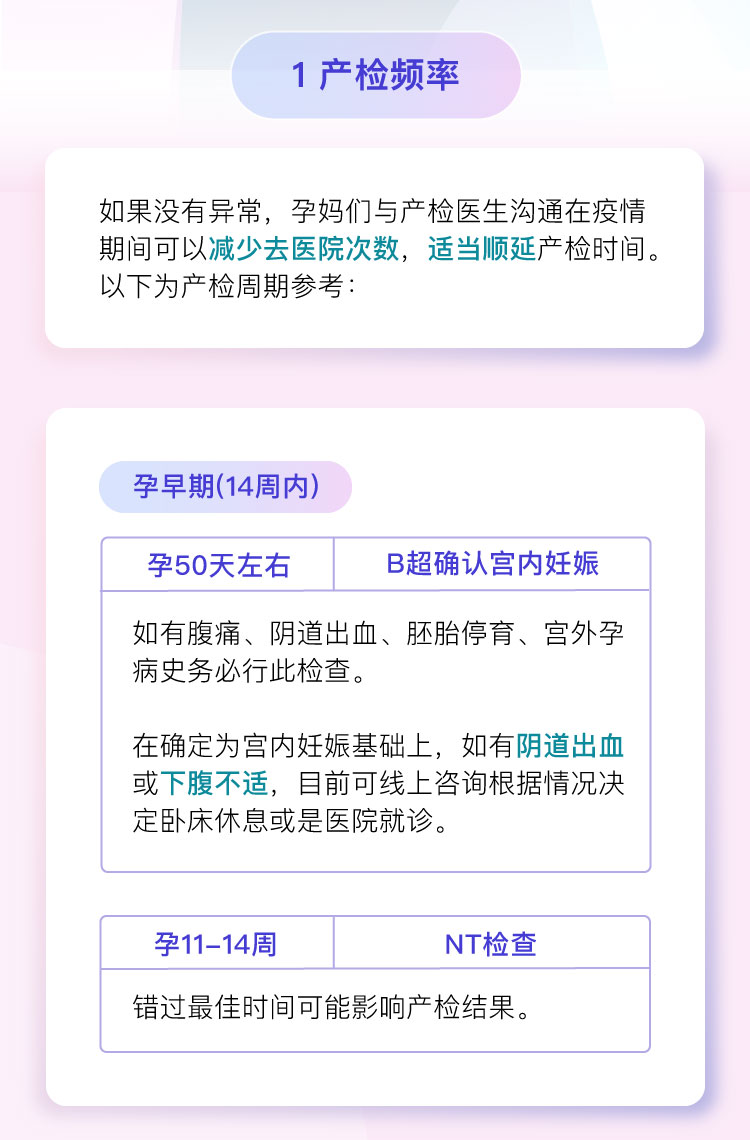 1 产检频率
如果没有异常，孕妈们与产检医生沟通在疫情
期间可以减少去医院次数，适当顺延产检时间。
以下为产检周期参考：
孕早期(14周内)
孕50天左右
B超确认宫内妊娠
如有腹痛、阴道出血、胚胎停育、宫外孕
病史务必行此检查。
在确定为宫内妊娠基础上，如有阴道出血
或下腹不适，目前可线上咨询根据情况决
定卧床休息或是医院就诊。
孕11-14周
NT检查
错过最佳时间可能影响产检结果。